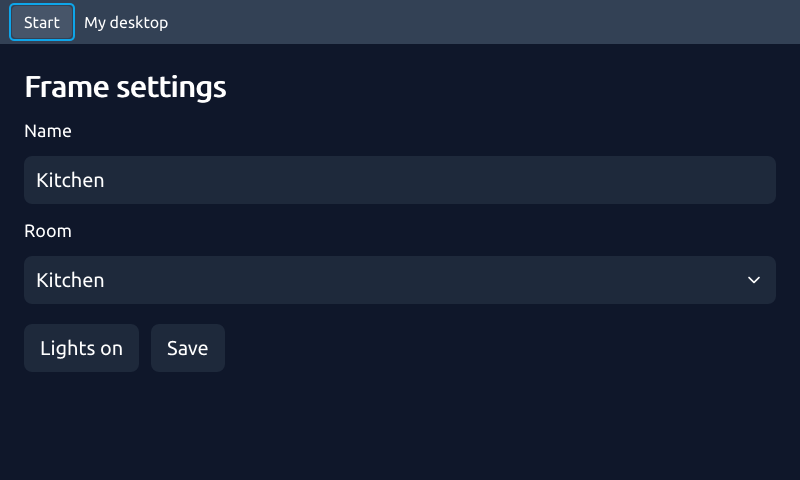 Start My desktop
Frame settings
Name
Kitchen
Room
Kitchen
Lights on Save